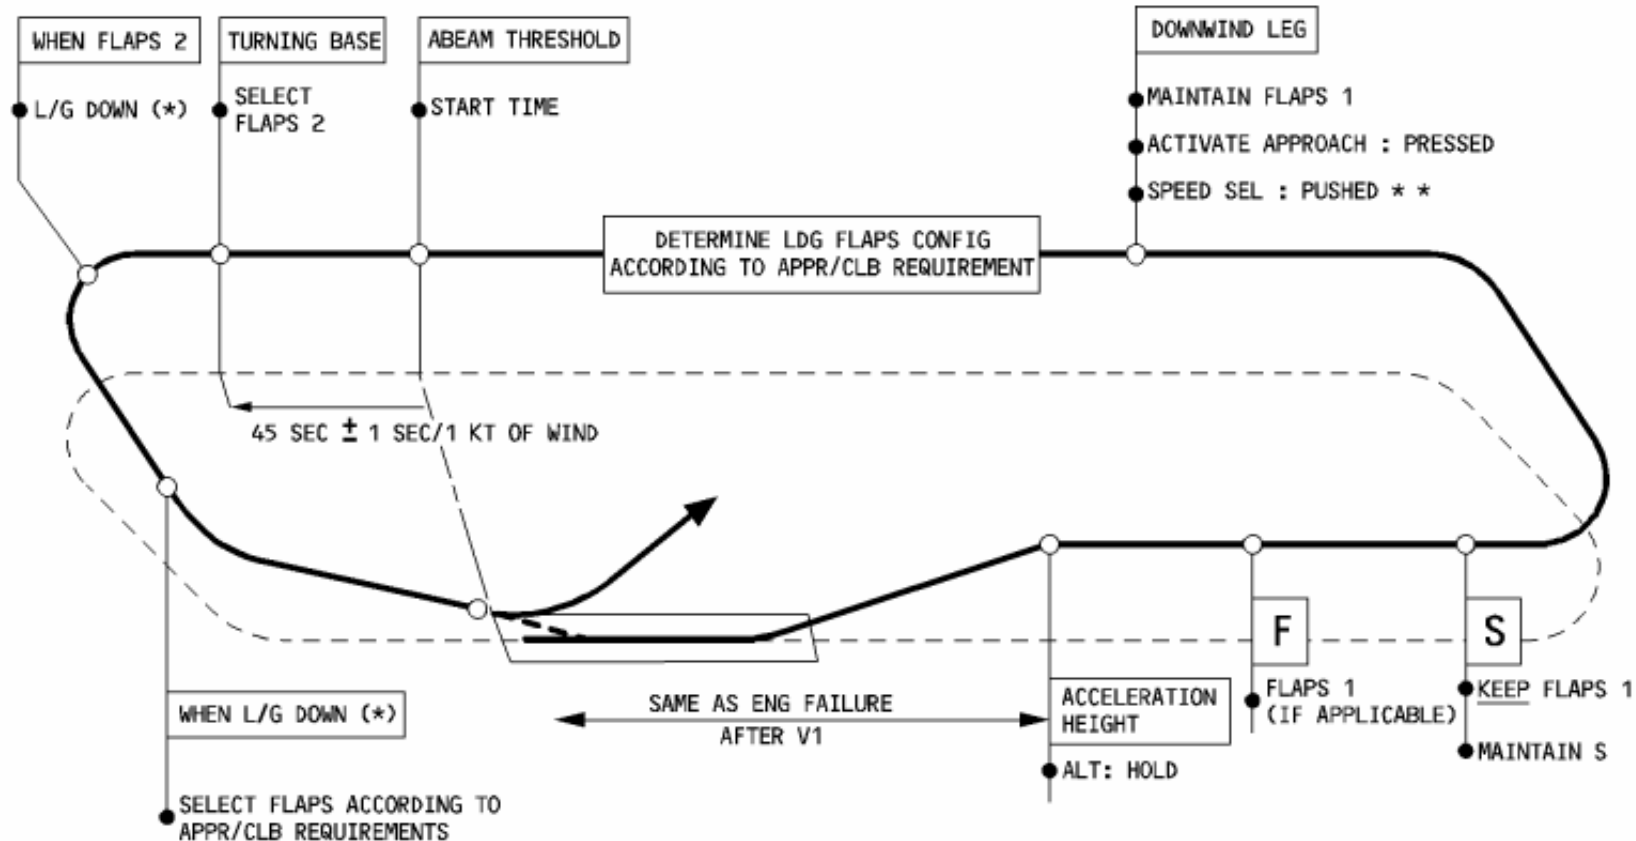 WHEN FLAPS 2
L/G DOWN (*)
TURNING BASE
SELECT
FLAPS 2
ABEAM THRESHOLD
START TIME
DOWNWIND LEG
MAINTAIN FLAPS 1
ACTIVATE APPROACH : PRESSED
SPEED SEL : PUSHED * *
DETERMINE LDG FLAPS CONFIG
ACCORDING TO APPR/CLB REQUIREMENT
45 SEC ± 1 SEC/1 KT OF WIND
F
S
FLAPS 1
(IF APPLICABLE)
KEEP FLAPS 1
MAINTAIN S
ACCELERATION
HEIGHT
ALT: HOLD
SAME AS ENG FAILURE
AFTER V1
WHEN L/G DOWN (*)
SELECT FLAPS ACCORDING TO
APPR/CLB REQUIREMENTS